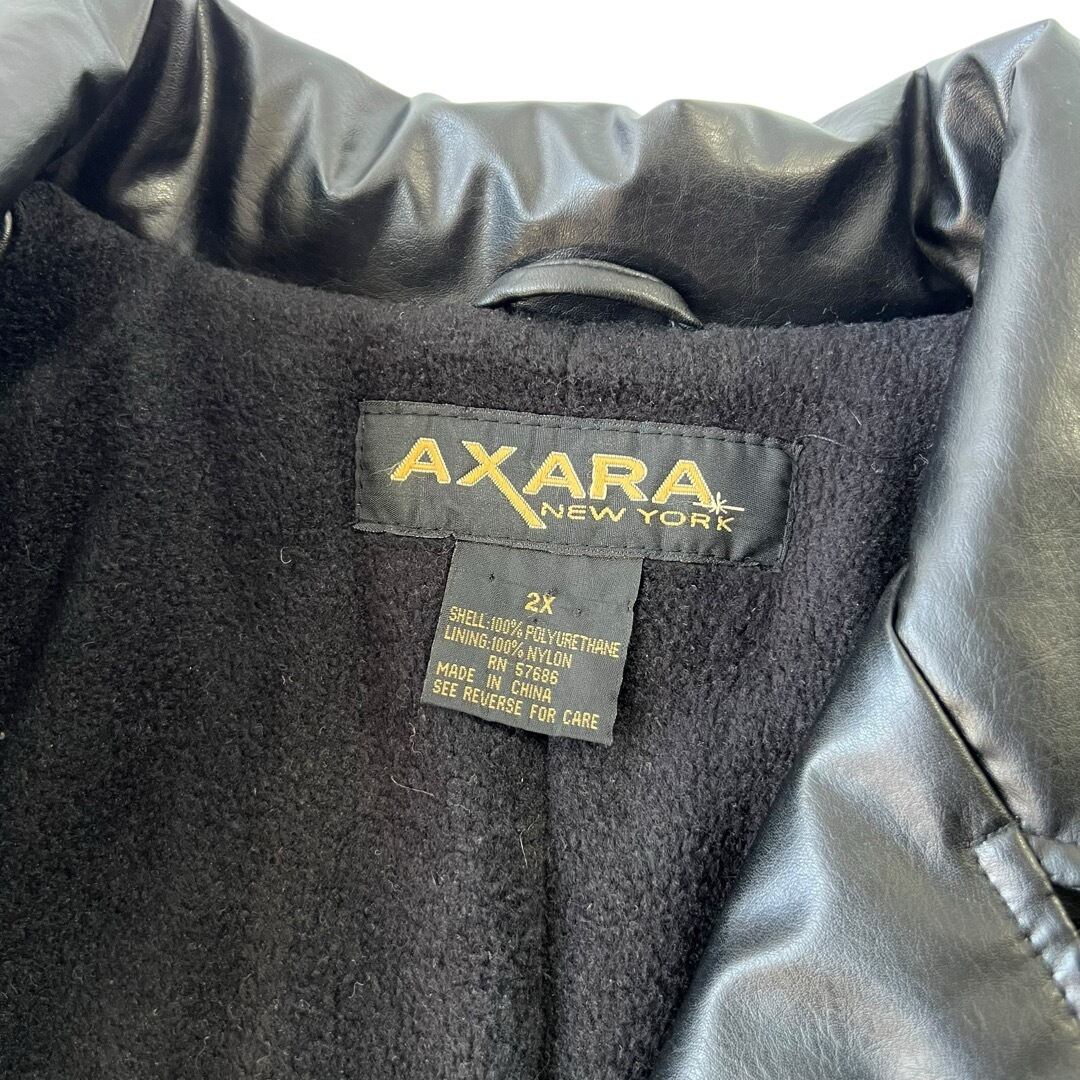 AXARA
NEW YORK
2X
SHELL:100% POLYURETHANE
LINING:100% NYLON
RN 57686
MADE IN CHINA
SEE REVERSE FOR CARE